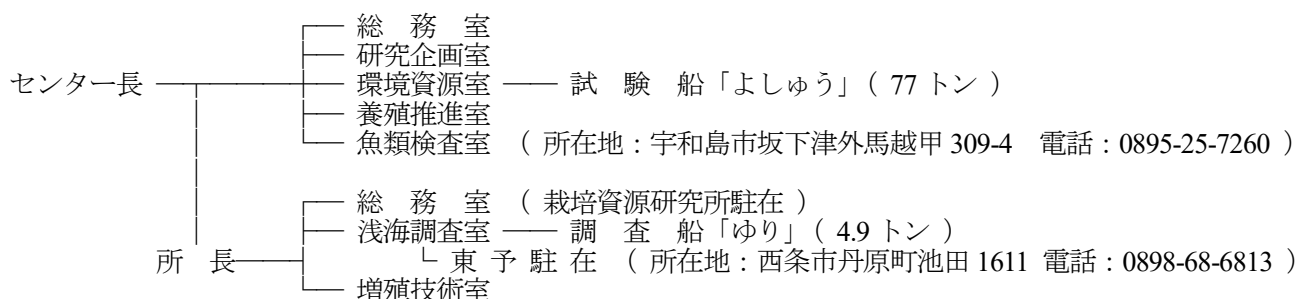 総 務 室
研究企画室
センター長 環境資源室 試 験 船「よしゅう」( 77 トン )
養殖推進室
魚類検査室 ( 所在地:宇和島市坂下津外馬越甲 309-4 電話:0895-25-7260 )
総 務 室 ( 栽培資源研究所駐在 )
浅海調査室 調 査 船「ゆり」( 4.9 トン )
所 長 東 予 駐 在 ( 所在地:西条市丹原町池田 1611 電話:0898-68-6813 )
増殖技術室